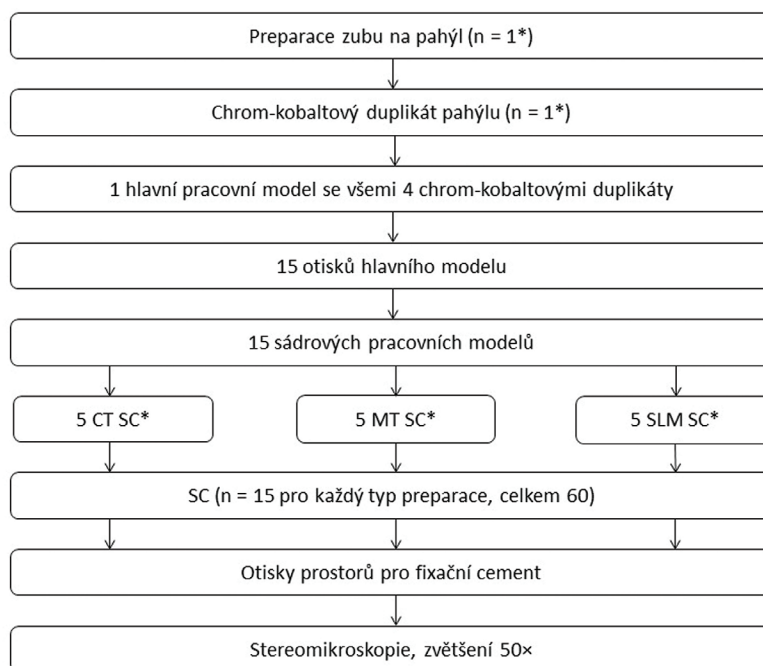 Preparace zubu na pahýl (n = 1*)
Chrom-kobaltový duplikát pahýlu (n = 1*)
1 hlavní pracovní model se všemi 4 chrom-kobaltovými duplikáty
15 otisků hlavního modelu
15 sádrových pracovních modelů
5 CT SC*
5 MT SC*
5 SLM SC*
SC (n = 15 pro každý typ preparace, celkem 60)
Otisky prostorů pro fixační cement
Stereomikroskopie, zvětšení 50×